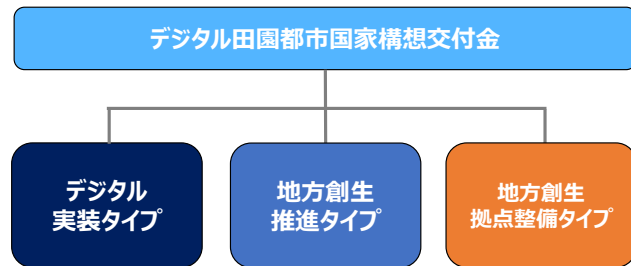 デジタル田園都市国家構想交付金
デジタル
実装タイプ
地方創生
推進タイプ
地方創生
拠点整備タイプ